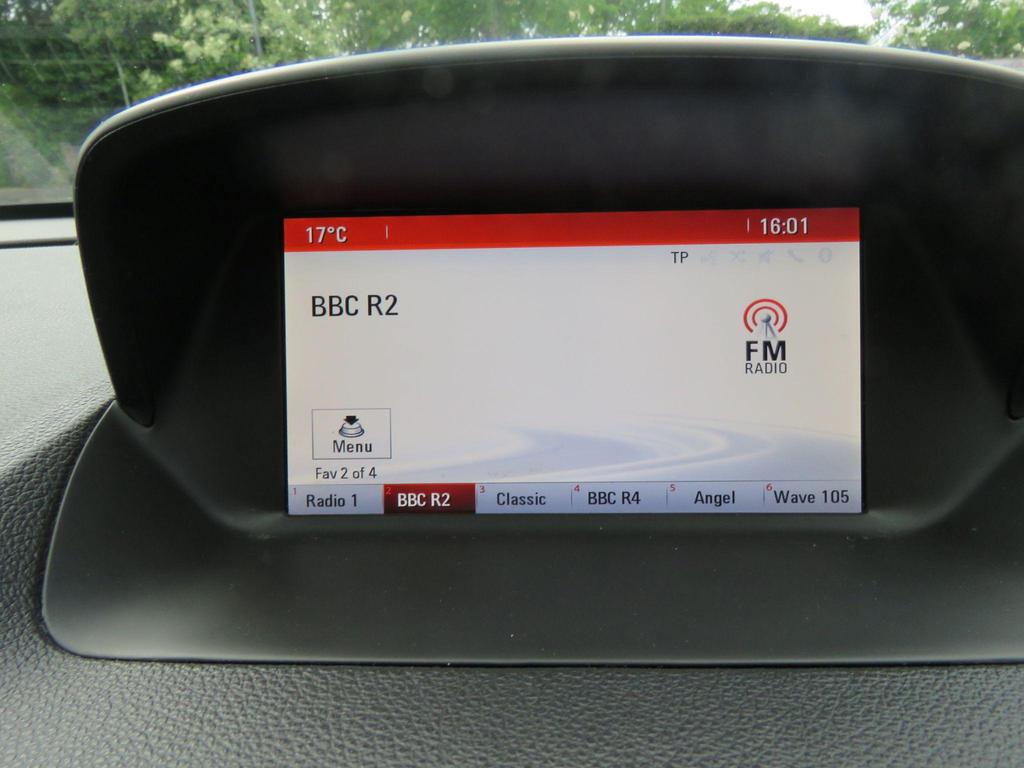 17°C 16:01
TP
BBC R2
FM
RADIO
Menu
Fav 2 of 4
1 Radio 1 2 BBC R2 3 Classic 4 BBC R4 5 Angel 6 Wave 105